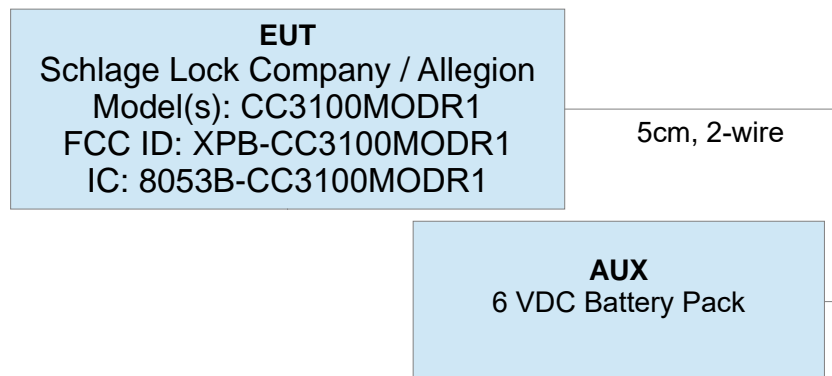 EUT
Schlage Lock Company / Allegion
Model(s): CC3100MODR1
FCC ID: XPB-CC3100MODR1
IC: 8053B-CC3100MODR1
5cm, 2-wire
AUX
6 VDC Battery Pack